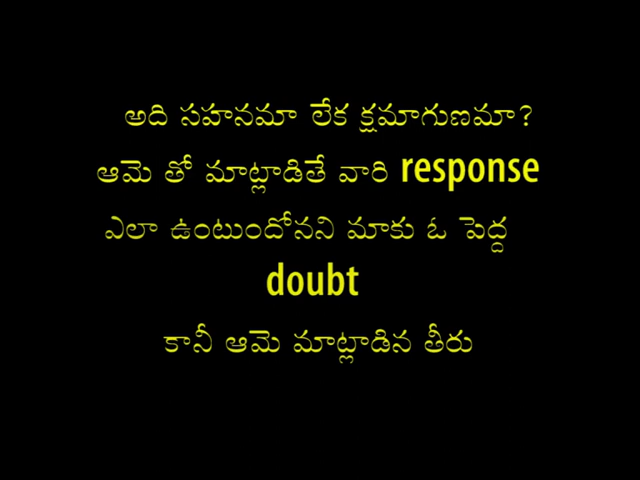 అది సహనమా లేక క్షమాగుణమా?
ఆమె తో మాట్లాడితే వారి response
ఎలా ఉంటుందోనని మాకు ఓ పెద్ద
doubt
కానీ ఆమె మాట్లాడిన తీరు